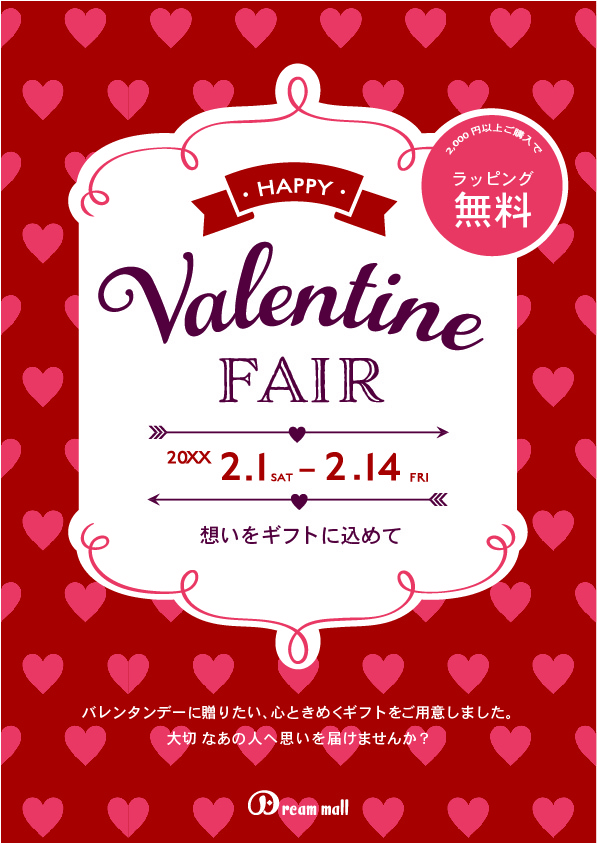 2,000円以上ご購入で
ラッピング
無料
HAPPY
Valentine
FAIR
20XX 2.1 SAT – 2.14 FRI
想いをギフトに込めて
バレンタンデーに贈りたい、心ときめくギフトをご用意しました。
大切 なあの人へ思いを届けませんか？
Dream mall